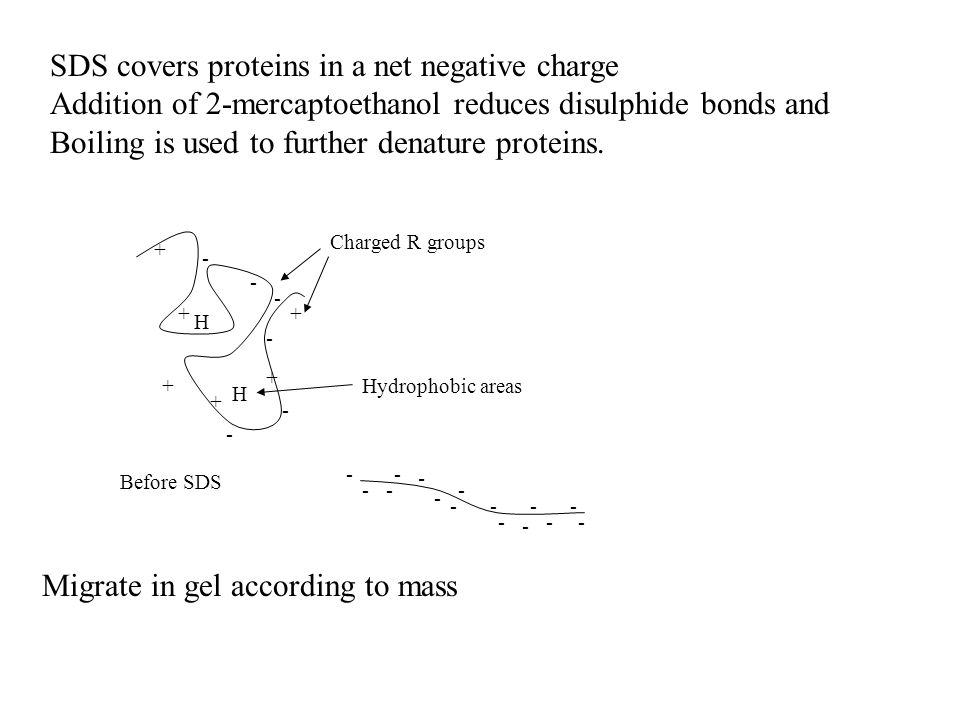 SDS covers proteins in a net negative charge
Addition of 2-mercaptoethanol reduces disulphide bonds and
Boiling is used to further denature proteins.
Charged R groups
+
-
-
-
+ H
+
-
+
+
Hydrophobic areas
+ H
-
-
Before SDS
- - -
- - - -
- - - - -
- - - -
Migrate in gel according to mass